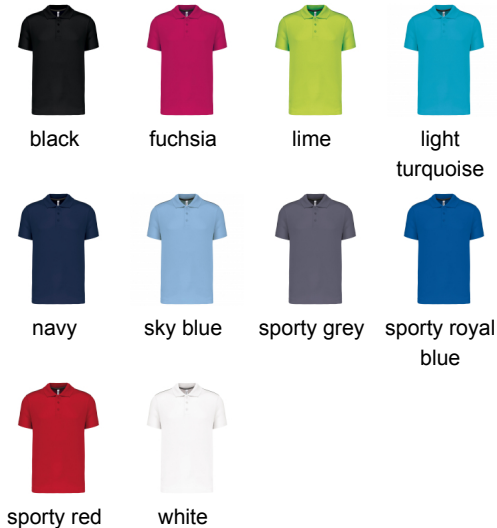 black
fuchsia
lime
light
turquoise
navy
sky blue
sporty grey
sporty royal
blue
sporty red
white